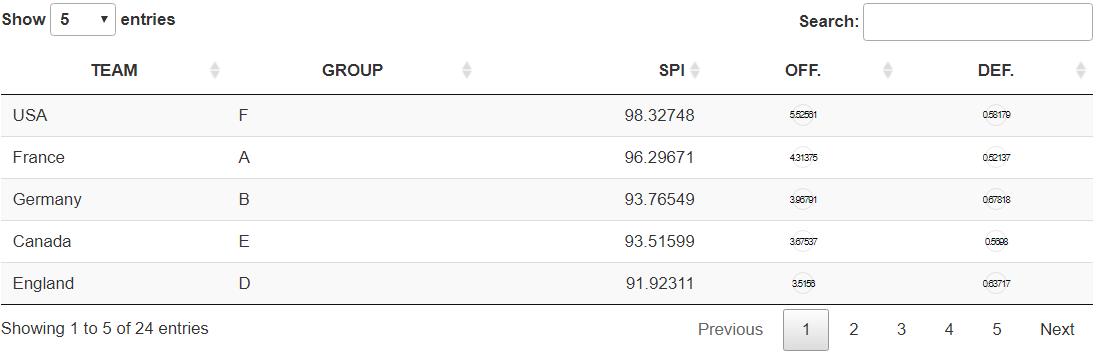 Show 5 entries Search:
TEAM GROUP SPI OFF. DEF.
USA F 98.32748 5.52561 0.58179
France A 96.29671 4.31375 0.52137
Germany B 93.76549 3.96791 0.67818
Canada E 93.51599 3.67537 0.5698
England D 91.92311 3.5156 0.63717
Showing 1 to 5 of 24 entries Previous 1 2 3 4 5 Next